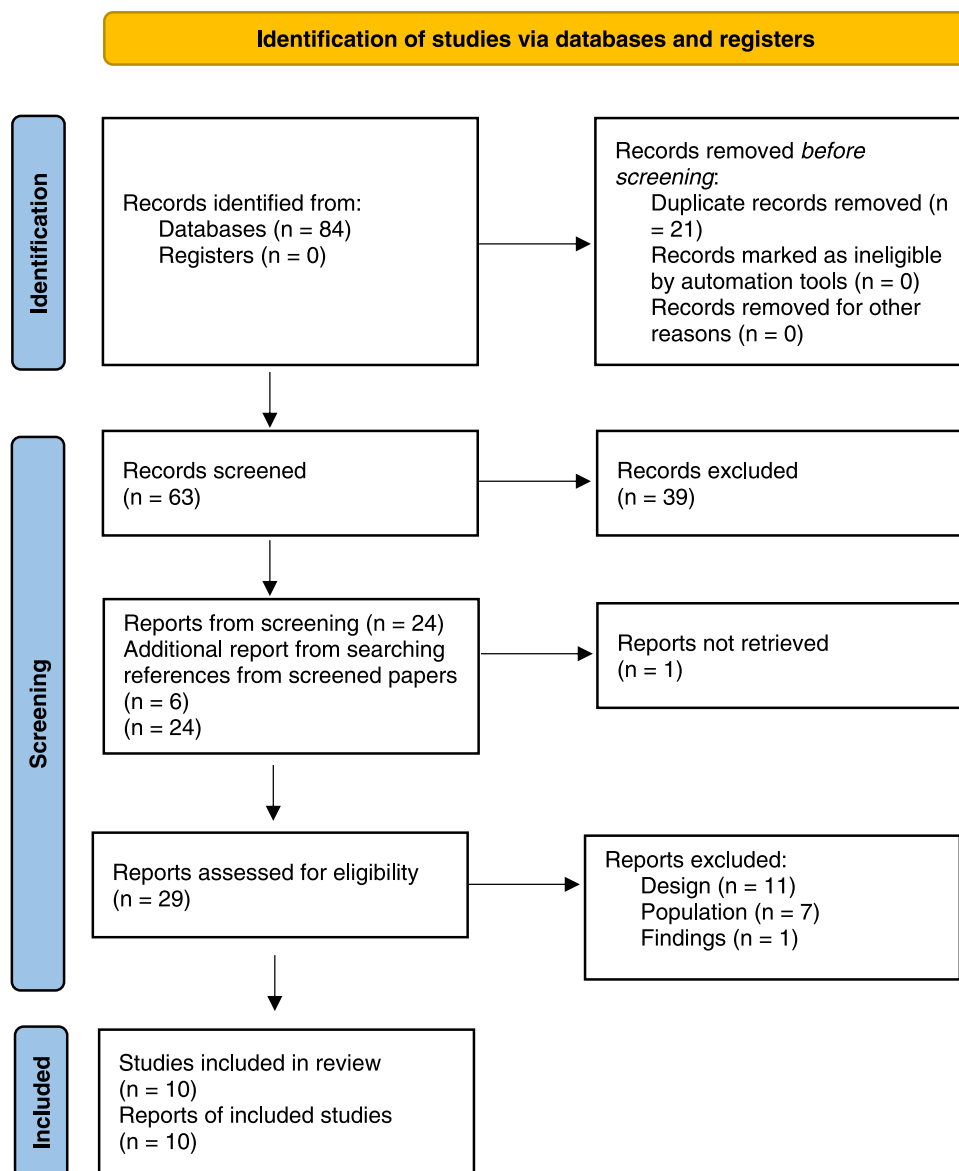 Identification of studies via databases and registers
Identification
Records identified from:
Databases (n = 84)
Registers (n = 0)
Records removed before
screening:
Duplicate records removed (n
= 21)
Records marked as ineligible
by automation tools (n = 0)
Records removed for other
reasons (n = 0)
Screening
Records screened
(n = 63)
Records excluded
(n = 39)
Reports from screening (n = 24)
Additional report from searching
references from screened papers
(n = 6)
(n = 24)
Reports not retrieved
(n = 1)
Reports assessed for eligibility
(n = 29)
Reports excluded:
Design (n = 11)
Population (n = 7)
Findings (n = 1)
Included
Studies included in review
(n = 10)
Reports of included studies
(n = 10)